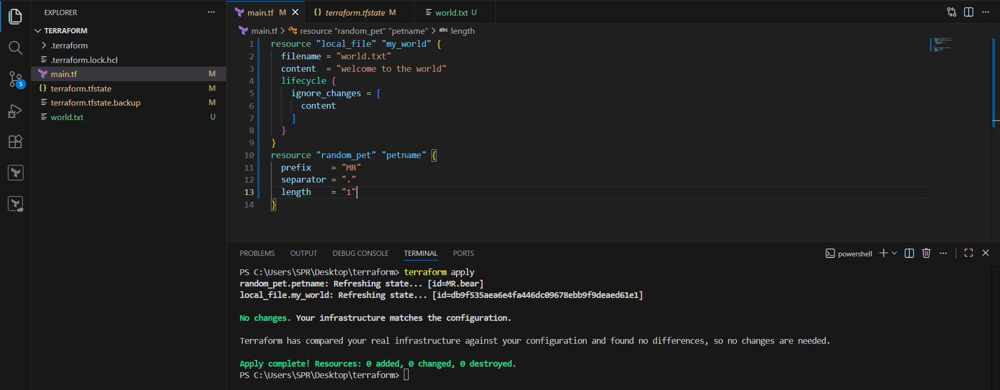 EXPLORER
TERRAFORM
.terraform
.terraform.lock.hcl
main.tf M
{} terraform.tfstate M
terraform.tfstate.backup M
world.txt U
5
main.tf M
{} terraform.tfstate M
world.txt U
main.tf > resource "random_pet" "petname" > abc length
1 resource "local_file" "my_world" {
2   filename = "world.txt"
3   content  = "welcome to the world"
4   lifecycle {
5     ignore_changes = [
6       content
7     ]
8   }
9 }
10 resource "random_pet" "petname" {
11   prefix    = "MR"
12   separator = "."
13   length    = "1"
14 }
PROBLEMS OUTPUT DEBUG CONSOLE TERMINAL PORTS
powershell
PS C:\Users\SPR\Desktop\terraform> terraform apply
random_pet.petname: Refreshing state... [id=MR.bear]
local_file.my_world: Refreshing state... [id=db9f535aea6e4fa446dc09678ebb9f9deaed61e1]
No changes. Your infrastructure matches the configuration.
Terraform has compared your real infrastructure against your configuration and found no differences, so no changes are needed.
Apply complete! Resources: 0 added, 0 changed, 0 destroyed.
PS C:\Users\SPR\Desktop\terraform>